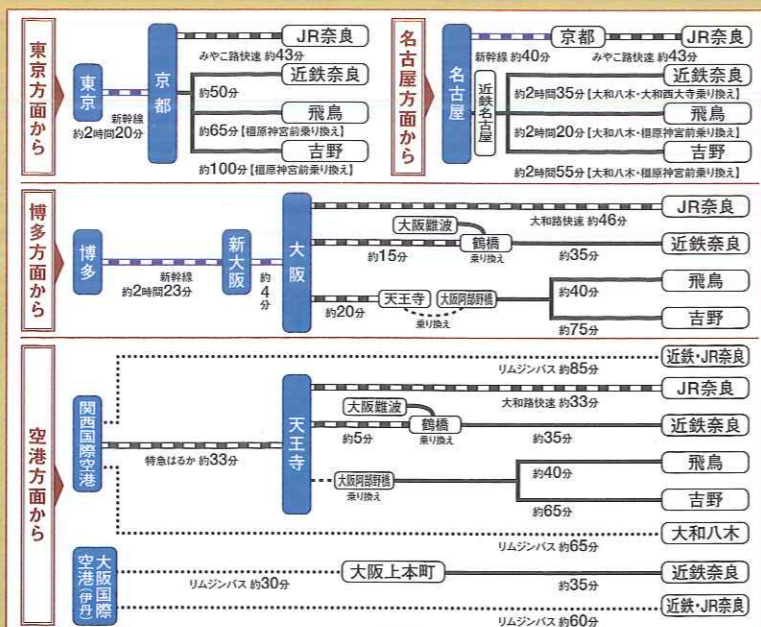 東京方面から
東京
新幹線
約2時間20分
京都
みやこ路快速 約43分
JR奈良
約50分
近鉄奈良
約65分【橿原神宮前乗り換え】
飛鳥
約100分【橿原神宮前乗り換え】
吉野
名古屋方面から
名古屋
新幹線 約40分
京都
みやこ路快速 約43分
JR奈良
近鉄名古屋
近鉄奈良
約2時間35分【大和八木・大和西大寺乗り換え】
飛鳥
約2時間20分【大和八木・橿原神宮前乗り換え】
吉野
約2時間55分【大和八木・橿原神宮前乗り換え】
博多方面から
博多
新幹線
約2時間23分
新大阪
約4分
大阪
JR奈良
大和路快速 約46分
大阪難波
約15分
鶴橋
乗り換え
約35分
近鉄奈良
約20分
天王寺
乗り換え
大阪阿部野橋
約40分
飛鳥
約75分
吉野
空港方面から
関西国際空港
リムジンバス 約85分
近鉄・JR奈良
特急はるか 約33分
天王寺
大和路快速 約33分
JR奈良
大阪難波
約5分
鶴橋
乗り換え
約35分
近鉄奈良
大阪阿部野橋
乗り換え
約40分
飛鳥
約65分
吉野
リムジンバス 約65分
大和八木
大阪国際空港(伊丹)
リムジンバス 約30分
大阪上本町
約35分
近鉄奈良
リムジンバス 約60分
近鉄・JR奈良